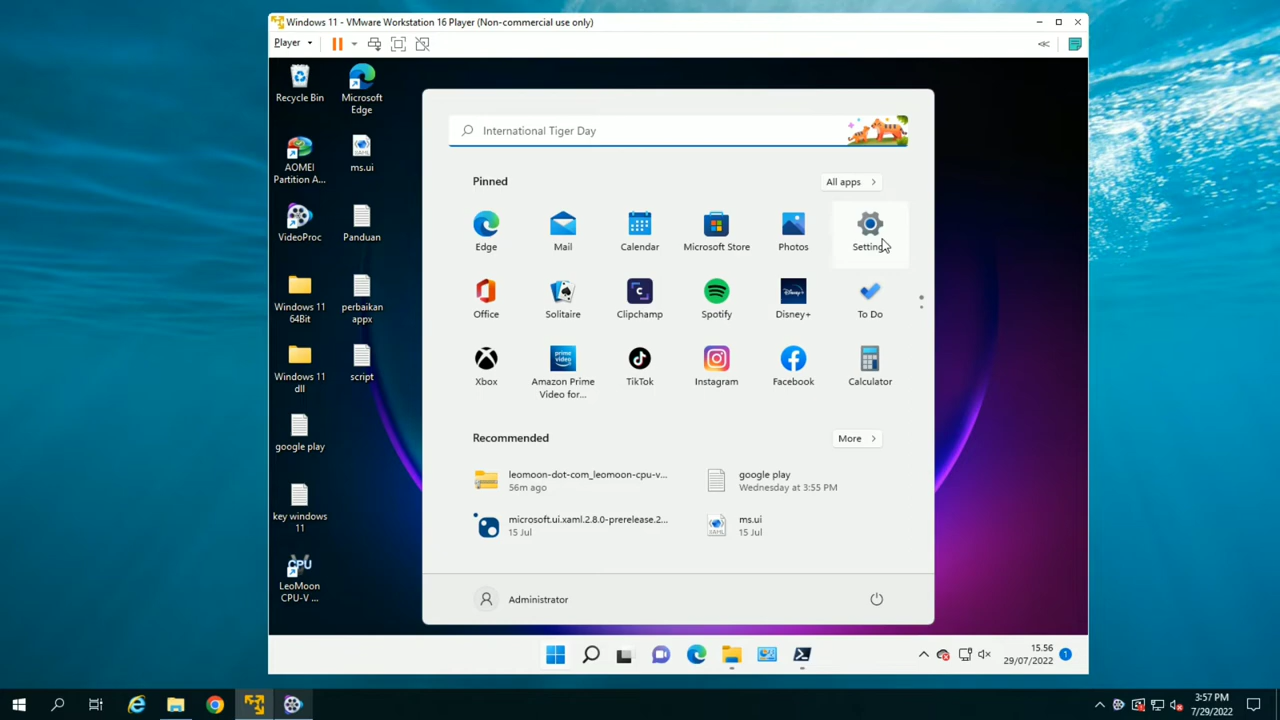 Windows 11 - VMware Workstation 16 Player (Non-commercial use only)
Player
Recycle Bin
Microsoft
Edge
AOMEI
Partition A...
ms.ui
VideoProc
Panduan
Windows 11
64Bit
perbaikan
appx
Windows 11
dll
script
google play
key windows
11
CPU
LeoMoon
CPU-V ...
International Tiger Day
Pinned
All apps
Edge
Mail
Calendar
Microsoft Store
Photos
Setting
Office
Solitaire
Clipchamp
Spotify
Disney+
To Do
Xbox
Amazon Prime
Video for...
TikTok
Instagram
Facebook
Calculator
Recommended
More
leomoon-dot-com_leomoon-cpu-v...
56m ago
google play
Wednesday at 3:55 PM
microsoft.ui.xaml.2.8.0-prerelease.2...
15 Jul
ms.ui
15 Jul
Administrator
15.56
29/07/2022
1
3:57 PM
7/29/2022